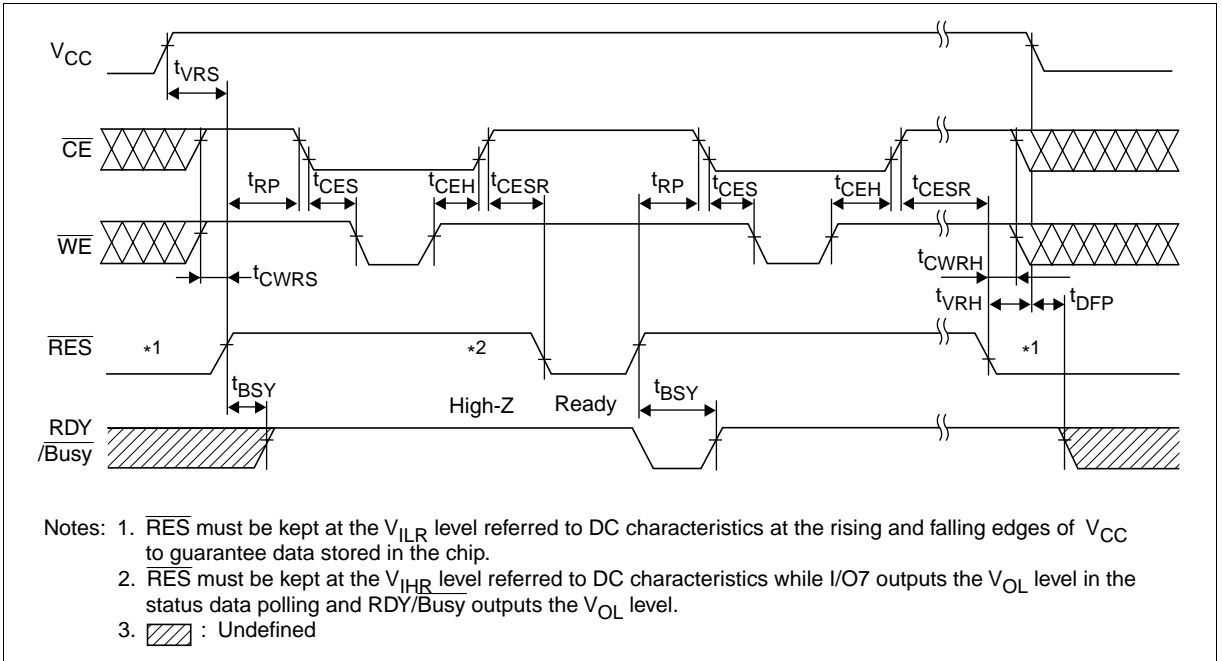 VCC
tVRS
CE
tRP tCES tCEH tCESR tRP tCES tCEH tCESR
WE
tCWRS tCWRH
tVRH tDFP
RES *1 *2 *1
tBSY tBSY
High-Z Ready
RDY
/Busy
Notes: 1. RES must be kept at the VILR level referred to DC characteristics at the rising and falling edges of VCC
to guarantee data stored in the chip.
2. RES must be kept at the VIHR level referred to DC characteristics while I/O7 outputs the VOL level in the
status data polling and RDY/Busy outputs the VOL level.
3. : Undefined